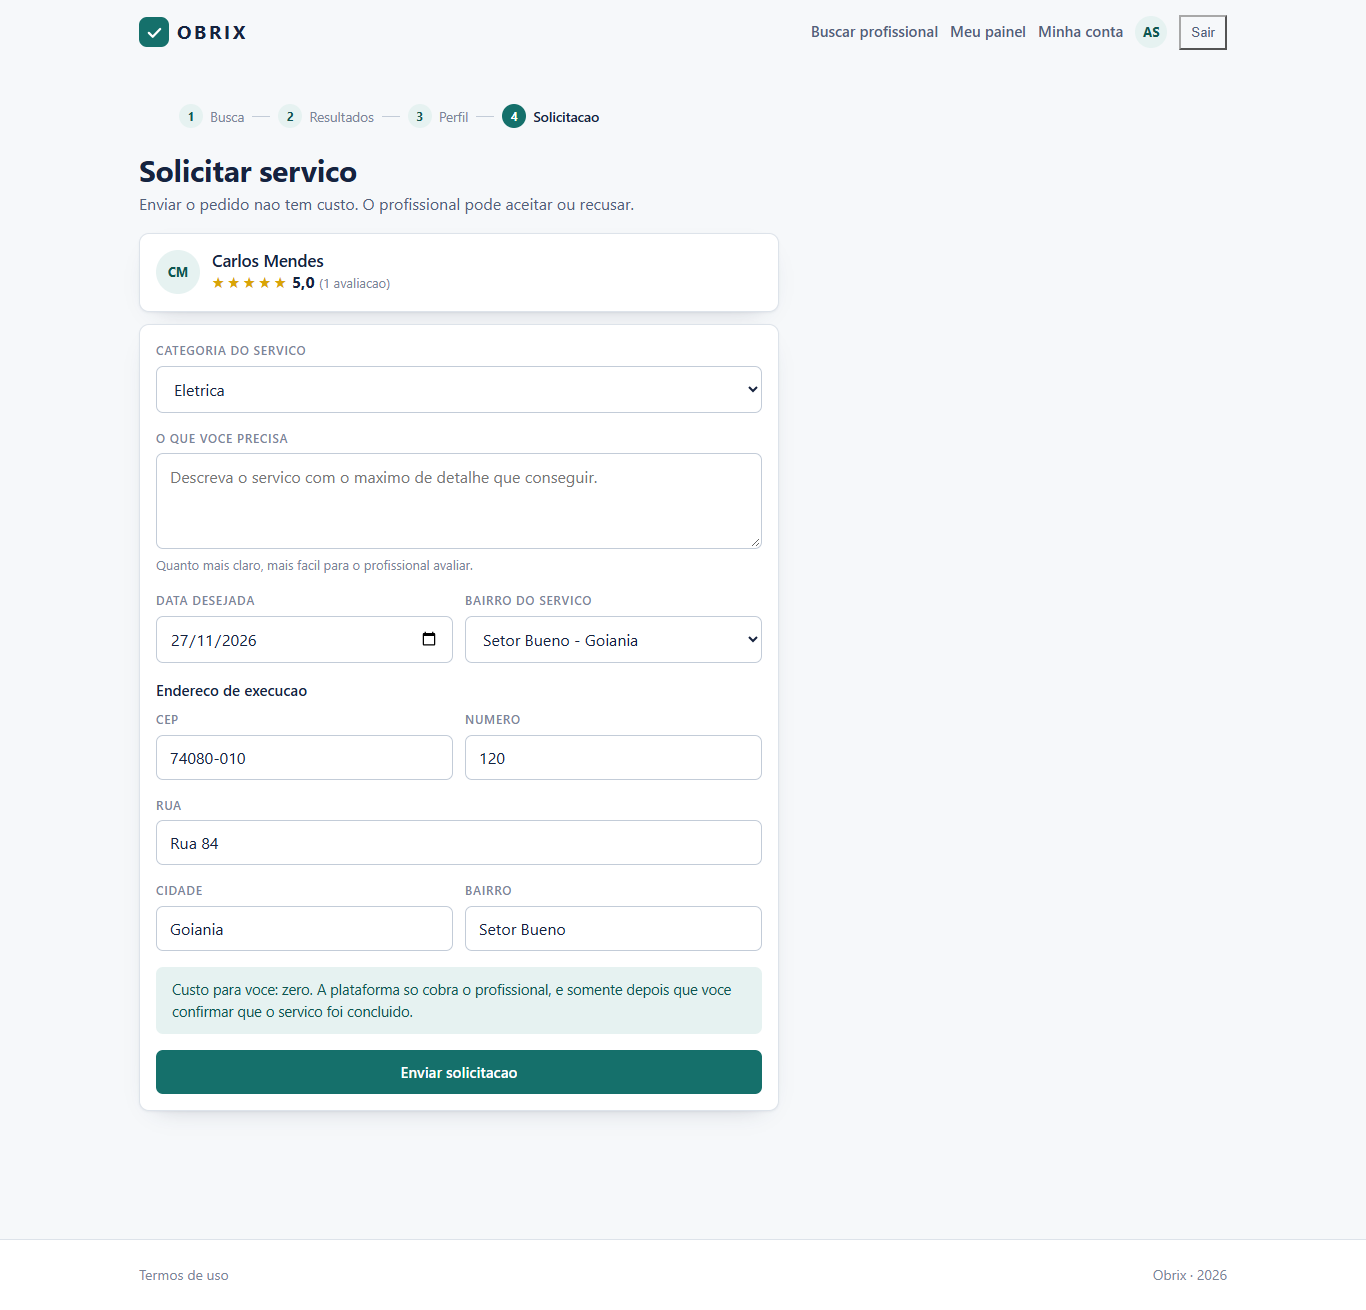 OBRIX
Buscar profissional Meu painel Minha conta AS Sair
1 Busca 2 Resultados 3 Perfil 4 Solicitacao
Solicitar servico
Enviar o pedido nao tem custo. O profissional pode aceitar ou recusar.
CM
Carlos Mendes
★★★★★ 5,0 (1 avaliacao)
CATEGORIA DO SERVICO
Eletrica
O QUE VOCE PRECISA
Descreva o servico com o maximo de detalhe que conseguir.
Quanto mais claro, mais facil para o profissional avaliar.
DATA DESEJADA BAIRRO DO SERVICO
27/11/2026 Setor Bueno - Goiania
Endereco de execucao
CEP NUMERO
74080-010 120
RUA
Rua 84
CIDADE BAIRRO
Goiania Setor Bueno
Custo para voce: zero. A plataforma so cobra o profissional, e somente depois que voce
confirmar que o servico foi concluido.
Enviar solicitacao
Termos de uso Obrix · 2026